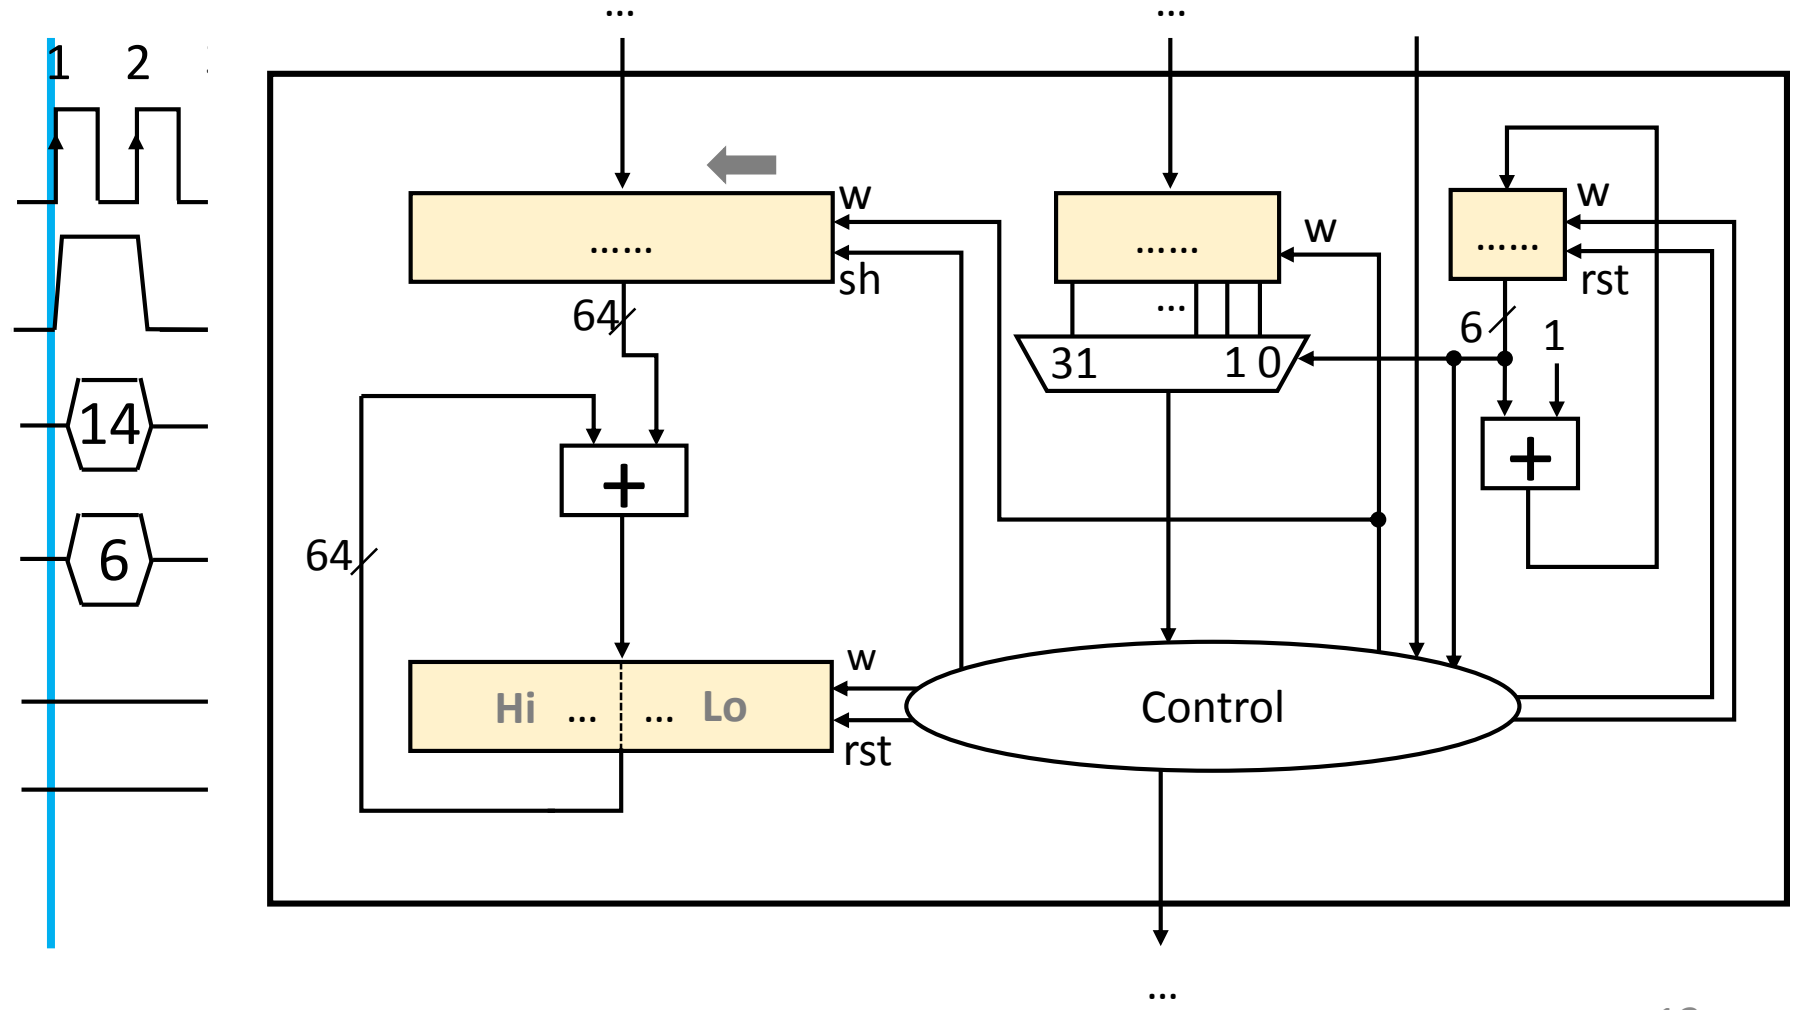 ... ...
1 2
w w w
...... ...... ......
sh rst
64 ... 6 1
31 1 0
14
+ +
64
6
w
Hi ... ... Lo Control
rst
...